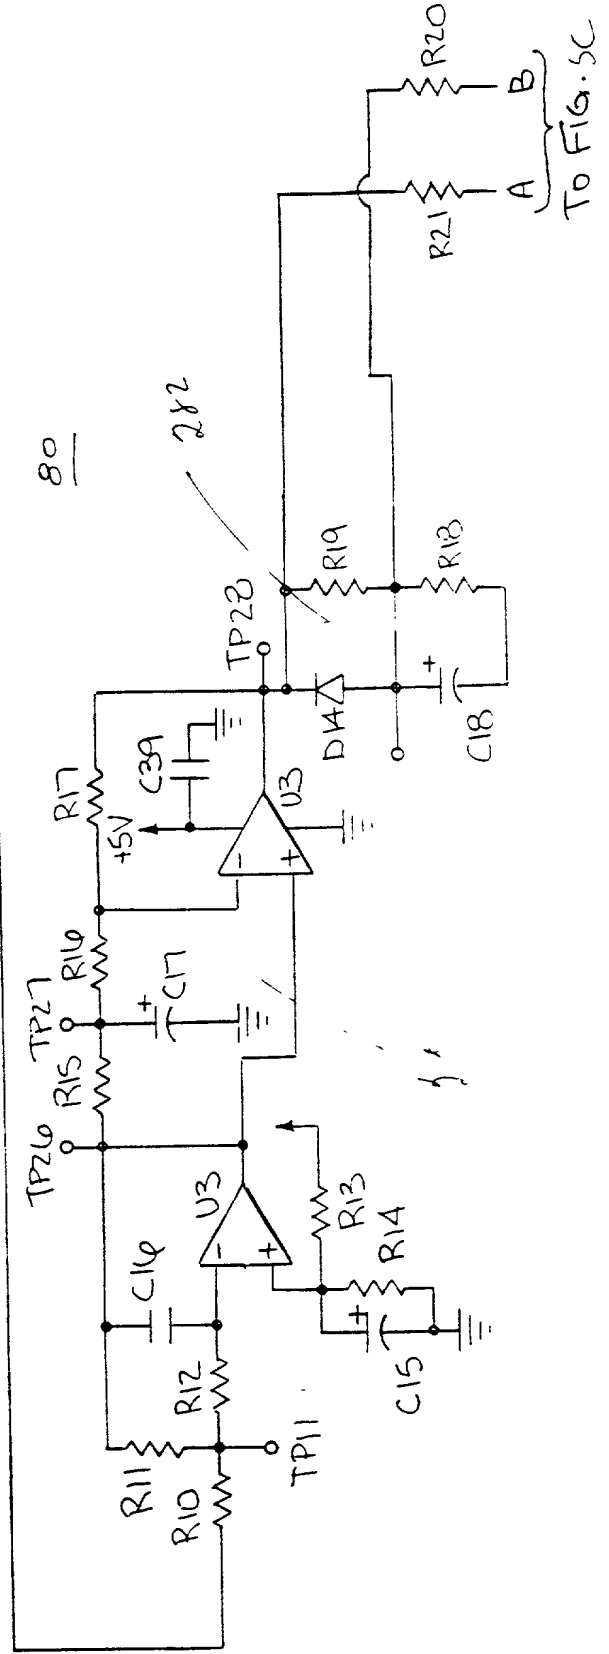 80
282
TP26
TP27
R17
TP28
R15
R16
+5V
C39
R20
C16
U3
+
C17
U3
R11
R10
R12
-
+
-
+
D14
R19
R21
A
B
TP11
R13
+
C15
R14
+
C18
R18
To FIG. 5C